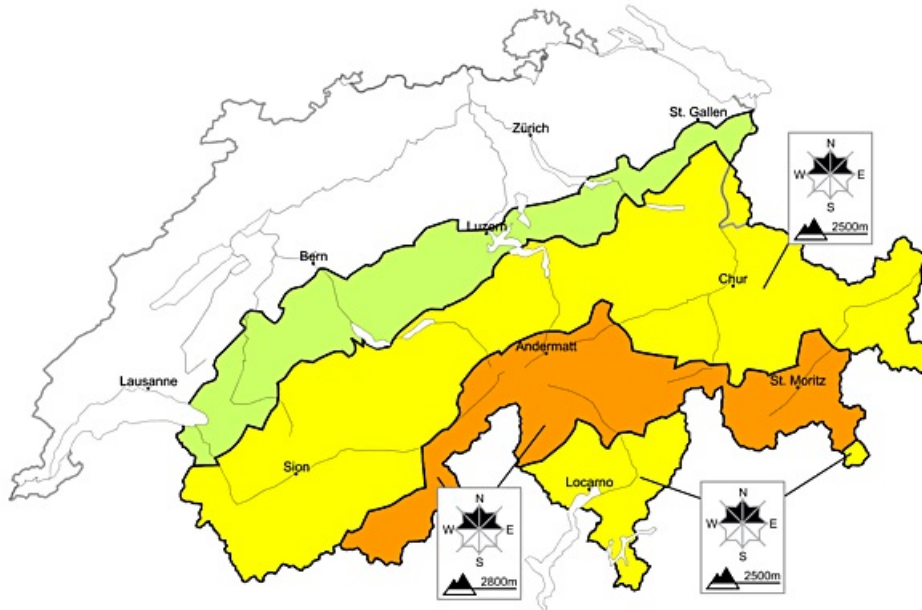 St. Gallen
Zürich
N
W E
S
2500m
Luzern
Bern
Chur
Andermatt
Lausanne
St. Moritz
Sion
Locarno
N
W E
S
2800m
N
W E
S
2500m